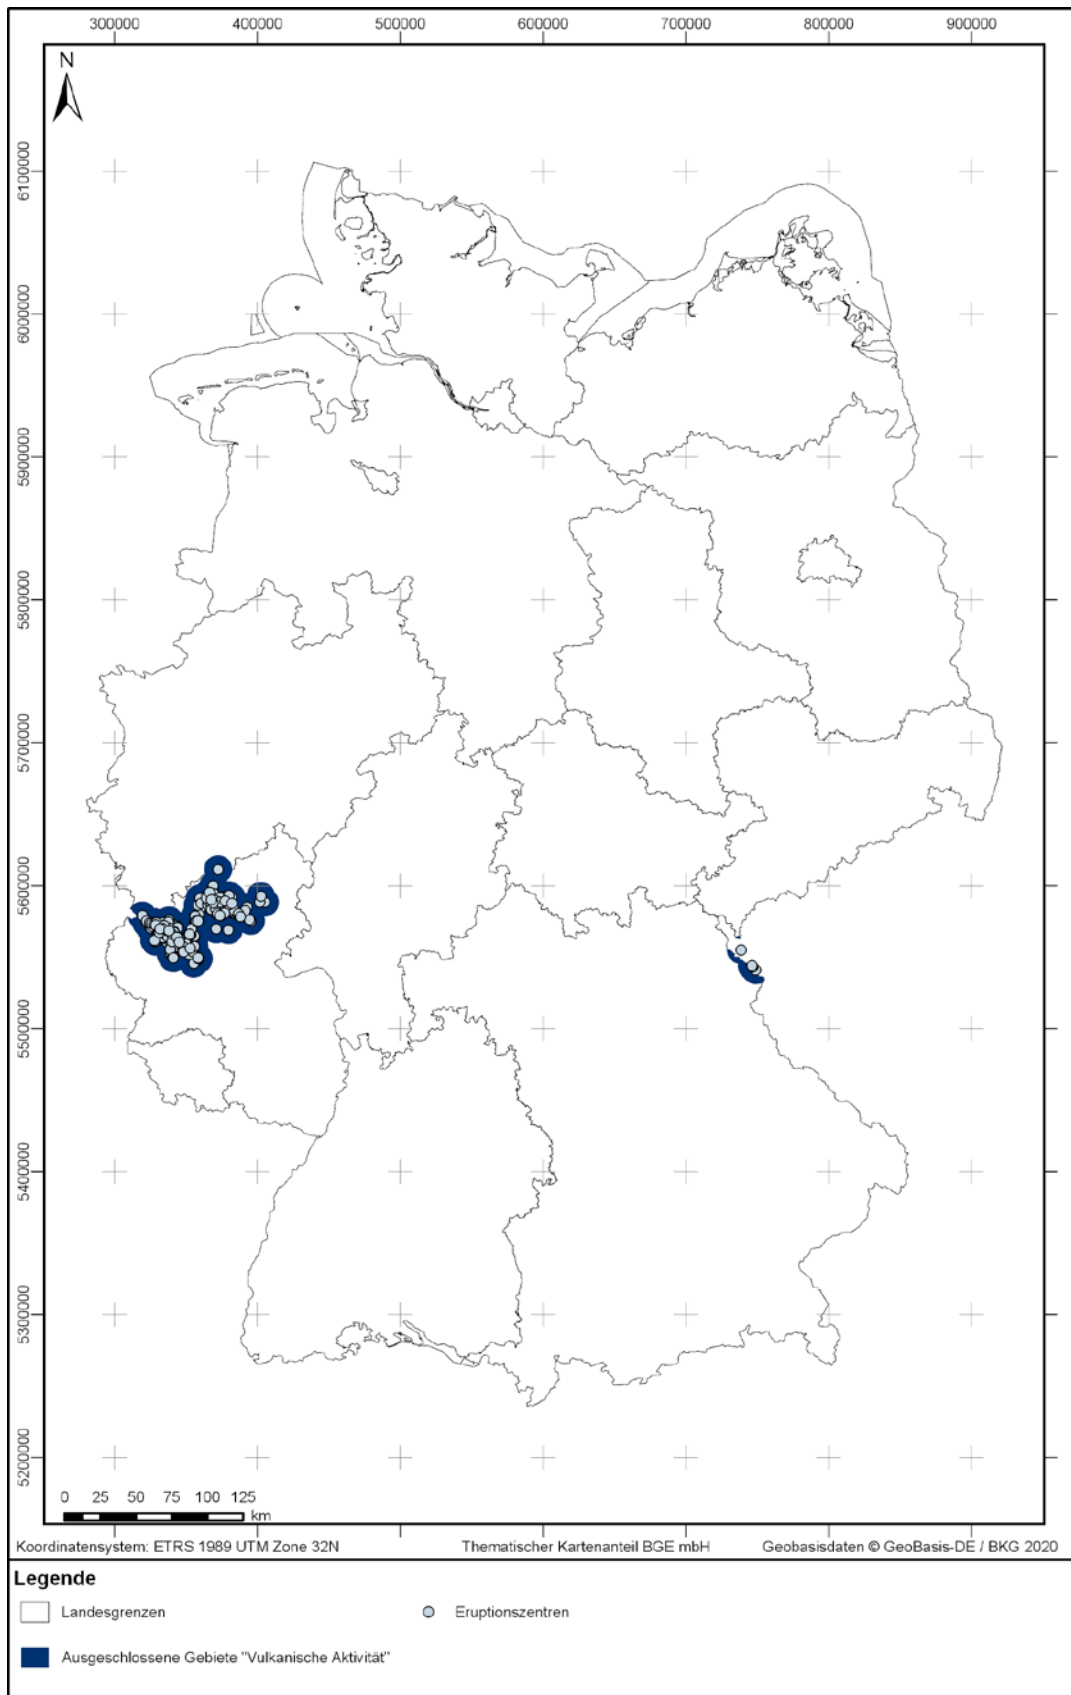 300000 400000 500000 600000 700000 800000 900000
N
6100000
6000000
5900000
5800000
5700000
5600000
5500000
5400000
5300000
5200000
0 25 50 75 100 125
km
Koordinatensystem: ETRS 1989 UTM Zone 32N Thematischer Kartenanteil BGE mbH Geobasisdaten © GeoBasis-DE / BKG 2020
Legende
Landesgrenzen Eruptionszentren
Ausgeschlossene Gebiete "Vulkanische Aktivität"